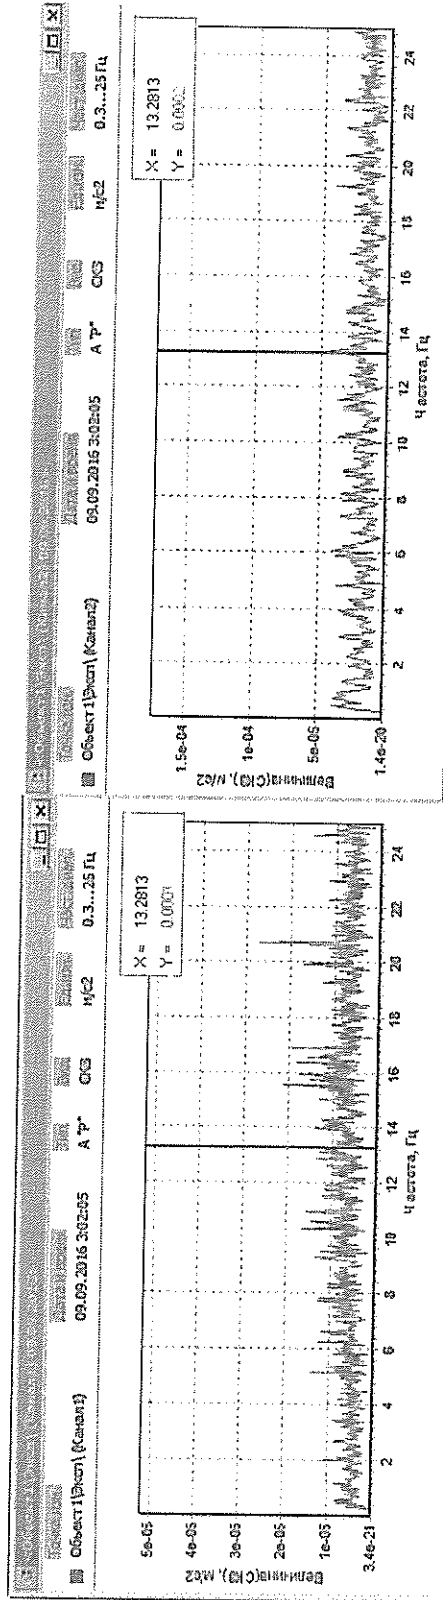 Объект1\Эксп\ (Канал1)
09.09.2016 3:02:05
А "Р"
СКЗ
м/с2
0.3...25 Гц
X = 13.2813
Y =
Величина(СКЗ), м/с2
5e-05
4e-05
3e-05
2e-05
1e-05
3.4e-21
2 4 6 8 10 12 14 16 18 20 22 24
Частота, Гц
Объект1\Эксп\ (Канал2)
09.09.2016 3:02:05
А "Р"
СКЗ
м/с2
0.3...25 Гц
X = 13.2813
Y =
Величина(СКЗ), м/с2
1.5e-04
1e-04
5e-05
1.4e-20
2 4 6 8 10 12 14 16 18 20 22 24
Частота, Гц